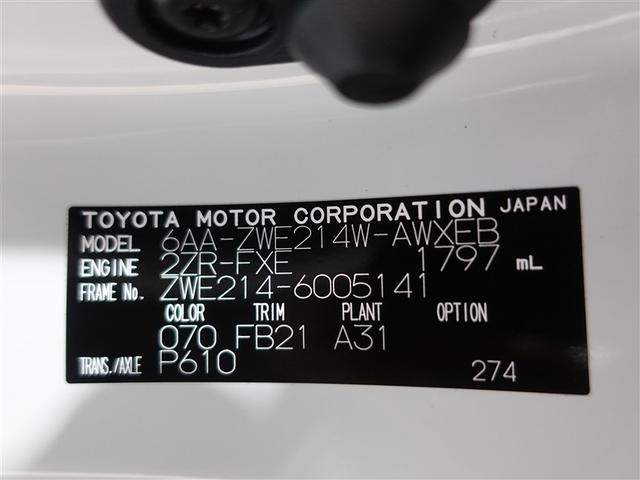 TOYOTA MOTOR CORPORATION JAPAN
MODEL 6AA-ZWE214W-AWXEB
ENGINE 2ZR-FXE 1797 mL
FRAME No. ZWE214-6005141
COLOR TRIM PLANT OPTION
070 FB21 A31
TRANS./AXLE P610 274